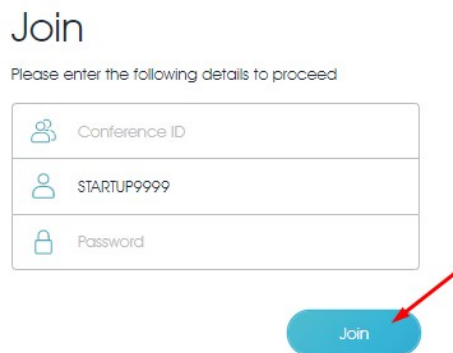 Join
Please enter the following details to proceed
Conference ID
STARTUP9999
Password
Join